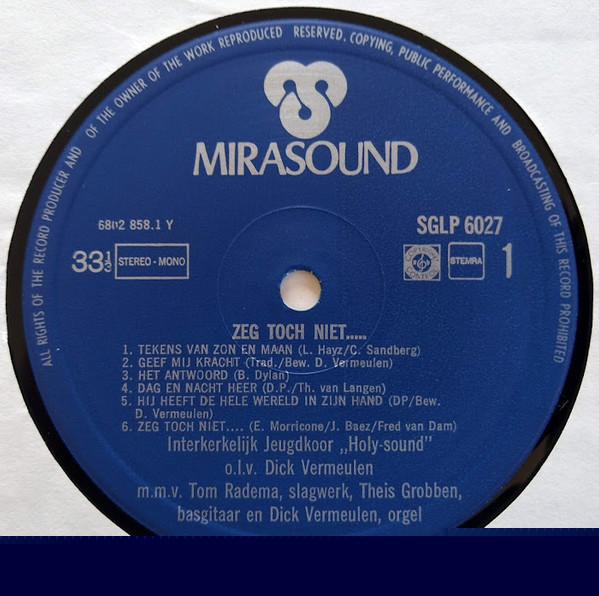 ALL RIGHTS OF THE RECORD PRODUCER AND OF THE OWNER OF THE WORK REPRODUCED RESERVED. COPYING, PUBLIC PERFORMANCE AND BROADCASTING OF THIS RECORD PROHIBITED
MIRASOUND
6802 858.1 Y
SGLP 6027
33⅓ STEREO - MONO
STEMRA 1
ZEG TOCH NIET.....
1. TEKENS VAN ZON EN MAAN (L. Hayz/C. Sandberg)
2. GEEF MIJ KRACHT (Trad./Bew. D. Vermeulen)
3. HET ANTWOORD (B. Dylan)
4. DAG EN NACHT HEER (D.P./Th. van Langen)
5. HIJ HEEFT DE HELE WERELD IN ZIJN HAND (DP/Bew.
D. Vermeulen)
6. ZEG TOCH NIET.... (E. Morricone/J. Baez/Fred van Dam)
Interkerkelijk Jeugdkoor „Holy-sound"
o.l.v. Dick Vermeulen
m.m.v. Tom Radema, slagwerk, Theis Grobben,
basgitaar en Dick Vermeulen, orgel